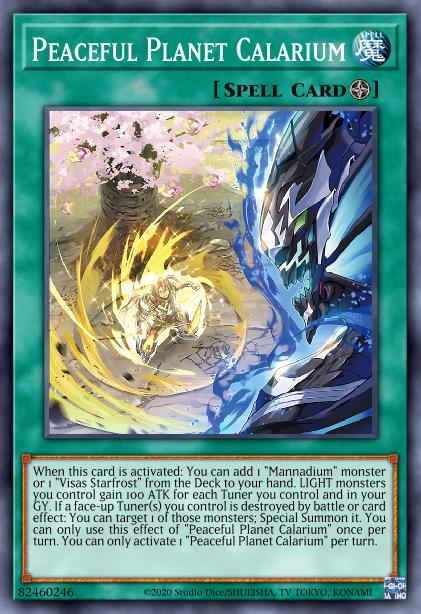 PEACEFUL PLANET CALARIUM
SPELL
魔
[SPELL CARD]
When this card is activated: You can add 1 "Mannadium" monster
or 1 "Visas Starfrost" from the Deck to your hand. LIGHT monsters
you control gain 100 ATK for each Tuner you control and in your
GY. If a face-up Tuner(s) you control is destroyed by battle or card
effect: You can target 1 of those monsters; Special Summon it. You
can only use this effect of "Peaceful Planet Calarium" once per
turn. You can only activate 1 "Peaceful Planet Calarium" per turn.
82460246
©2020 Studio Dice/SHUEISHA, TV TOKYO, KONAMI